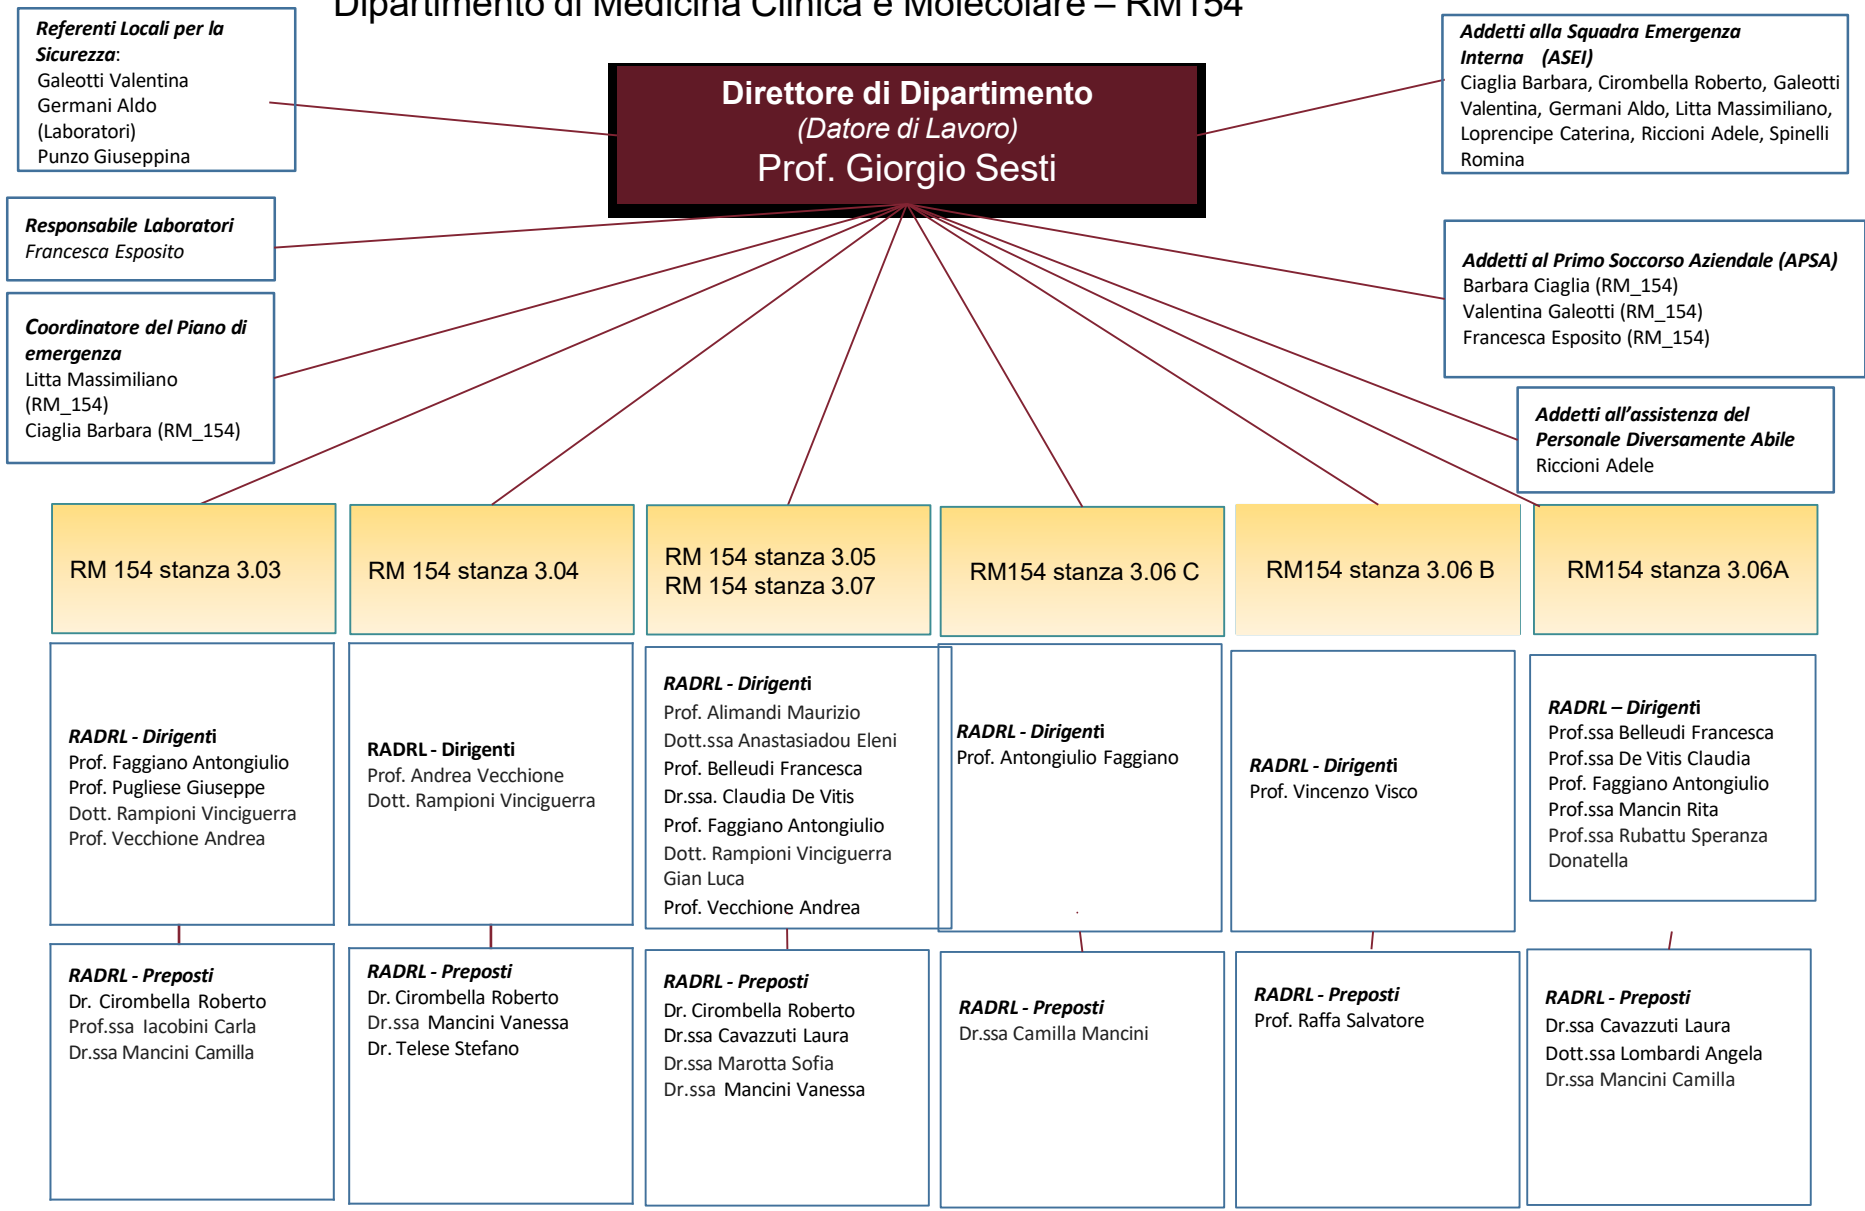 Dipartimento di Medicina Clinica e Molecolare – RM154
Referenti Locali per la
Sicurezza:
Galeotti Valentina
Germani Aldo
(Laboratori)
Punzo Giuseppina
Direttore di Dipartimento
(Datore di Lavoro)
Prof. Giorgio Sesti
Addetti alla Squadra Emergenza
Interna (ASEI)
Ciaglia Barbara, Cirombella Roberto, Galeotti
Valentina, Germani Aldo, Litta Massimiliano,
Loprencipe Caterina, Riccioni Adele, Spinelli
Romina
Responsabile Laboratori
Francesca Esposito
Addetti al Primo Soccorso Aziendale (APSA)
Barbara Ciaglia (RM_154)
Valentina Galeotti (RM_154)
Francesca Esposito (RM_154)
Coordinatore del Piano di
emergenza
Litta Massimiliano
(RM_154)
Ciaglia Barbara (RM_154)
Addetti all’assistenza del
Personale Diversamente Abile
Riccioni Adele
RM 154 stanza 3.03
RM 154 stanza 3.04
RM 154 stanza 3.05
RM 154 stanza 3.07
RM154 stanza 3.06 C
RM154 stanza 3.06 B
RM154 stanza 3.06A
RADRL - Dirigenti
Prof. Faggiano Antongiulio
Prof. Pugliese Giuseppe
Dott. Rampioni Vinciguerra
Prof. Vecchione Andrea
RADRL - Dirigenti
Prof. Andrea Vecchione
Dott. Rampioni Vinciguerra
RADRL - Dirigenti
Prof. Alimandi Maurizio
Dott.ssa Anastasiadou Eleni
Prof. Belleudi Francesca
Dr.ssa. Claudia De Vitis
Prof. Faggiano Antongiulio
Dott. Rampioni Vinciguerra
Gian Luca
Prof. Vecchione Andrea
RADRL - Dirigenti
Prof. Antongiulio Faggiano
RADRL - Dirigenti
Prof. Vincenzo Visco
RADRL – Dirigenti
Prof.ssa Belleudi Francesca
Prof.ssa De Vitis Claudia
Prof. Faggiano Antongiulio
Prof.ssa Mancin Rita
Prof.ssa Rubattu Speranza
Donatella
RADRL - Preposti
Dr. Cirombella Roberto
Prof.ssa Iacobini Carla
Dr.ssa Mancini Camilla
RADRL - Preposti
Dr. Cirombella Roberto
Dr.ssa Mancini Vanessa
Dr. Telese Stefano
RADRL - Preposti
Dr. Cirombella Roberto
Dr.ssa Cavazzuti Laura
Dr.ssa Marotta Sofia
Dr.ssa Mancini Vanessa
RADRL - Preposti
Dr.ssa Camilla Mancini
RADRL - Preposti
Prof. Raffa Salvatore
RADRL - Preposti
Dr.ssa Cavazzuti Laura
Dott.ssa Lombardi Angela
Dr.ssa Mancini Camilla